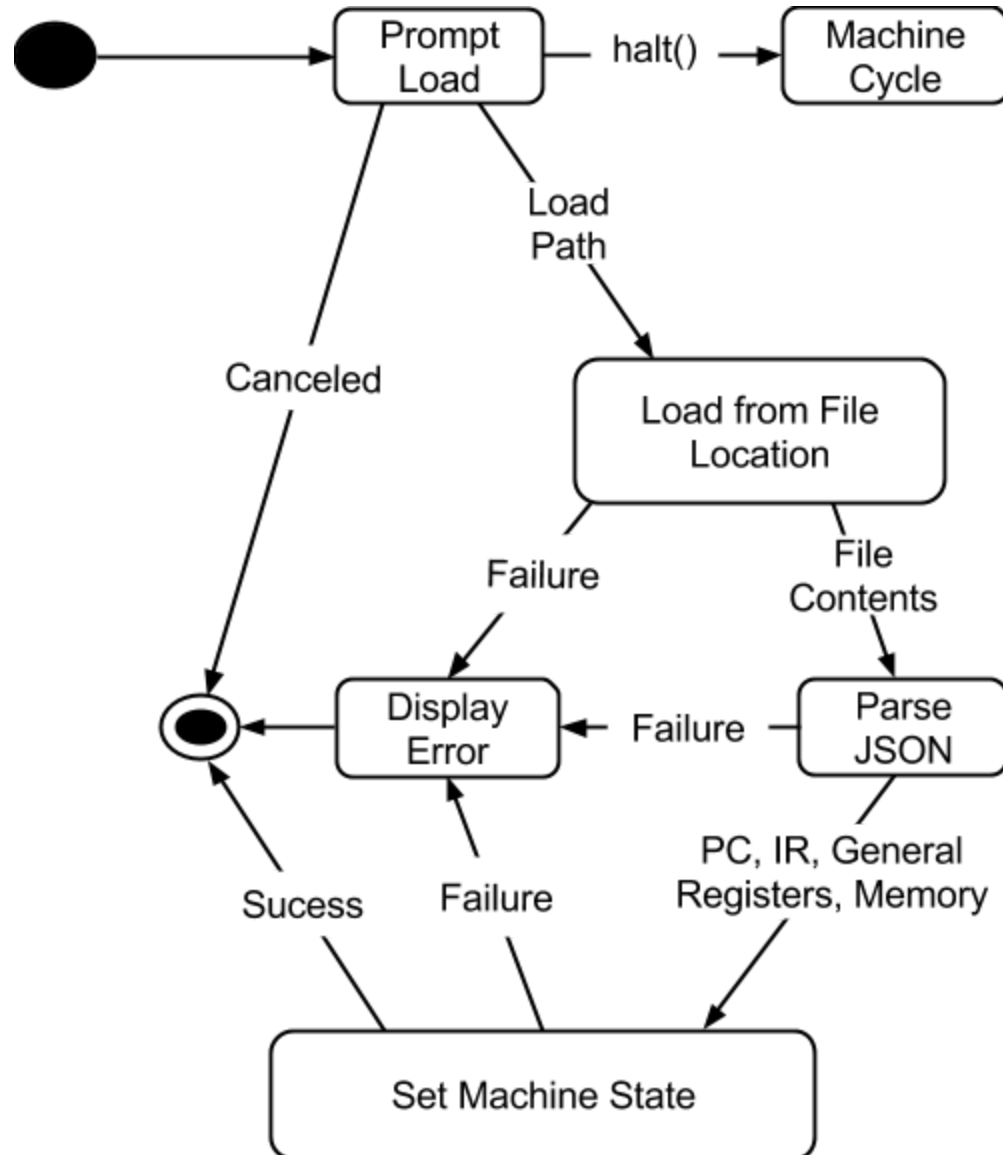 Prompt
Load
halt()
Machine
Cycle
Load
Path
Canceled
Load from File
Location
Failure
File
Contents
Display
Error
Failure
Parse
JSON
PC, IR, General
Registers, Memory
Sucess
Failure
Set Machine State